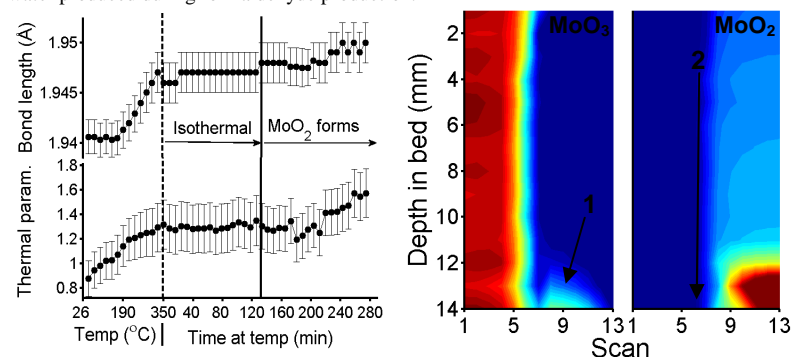 Bond length (Å)
1.95
1.945
1.94
Isothermal
MoO2 forms
Thermal param.
1.8
1.6
1.4
1.2
1
0.8
26 190 350 40 80 120 160 200 240 280
Temp (°C)
Time at temp (min)
Depth in bed (mm)
2
4
6
8
10
12
14
MoO3
1
1 5 9 13
MoO2
2
1 5 9 13
Scan